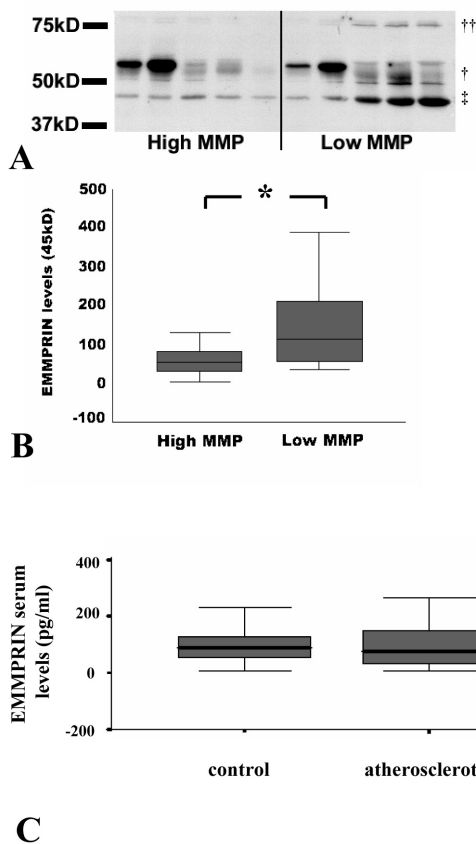 75kD
††
50kD
†
‡
37kD
High MMP
Low MMP
A
500
*
400
300
200
100
0
-100
EMMPRIN levels (45kD)
High MMP
Low MMP
B
400
200
0
-200
EMMPRIN serum
levels (pg/ml)
control
atherosclerot
C